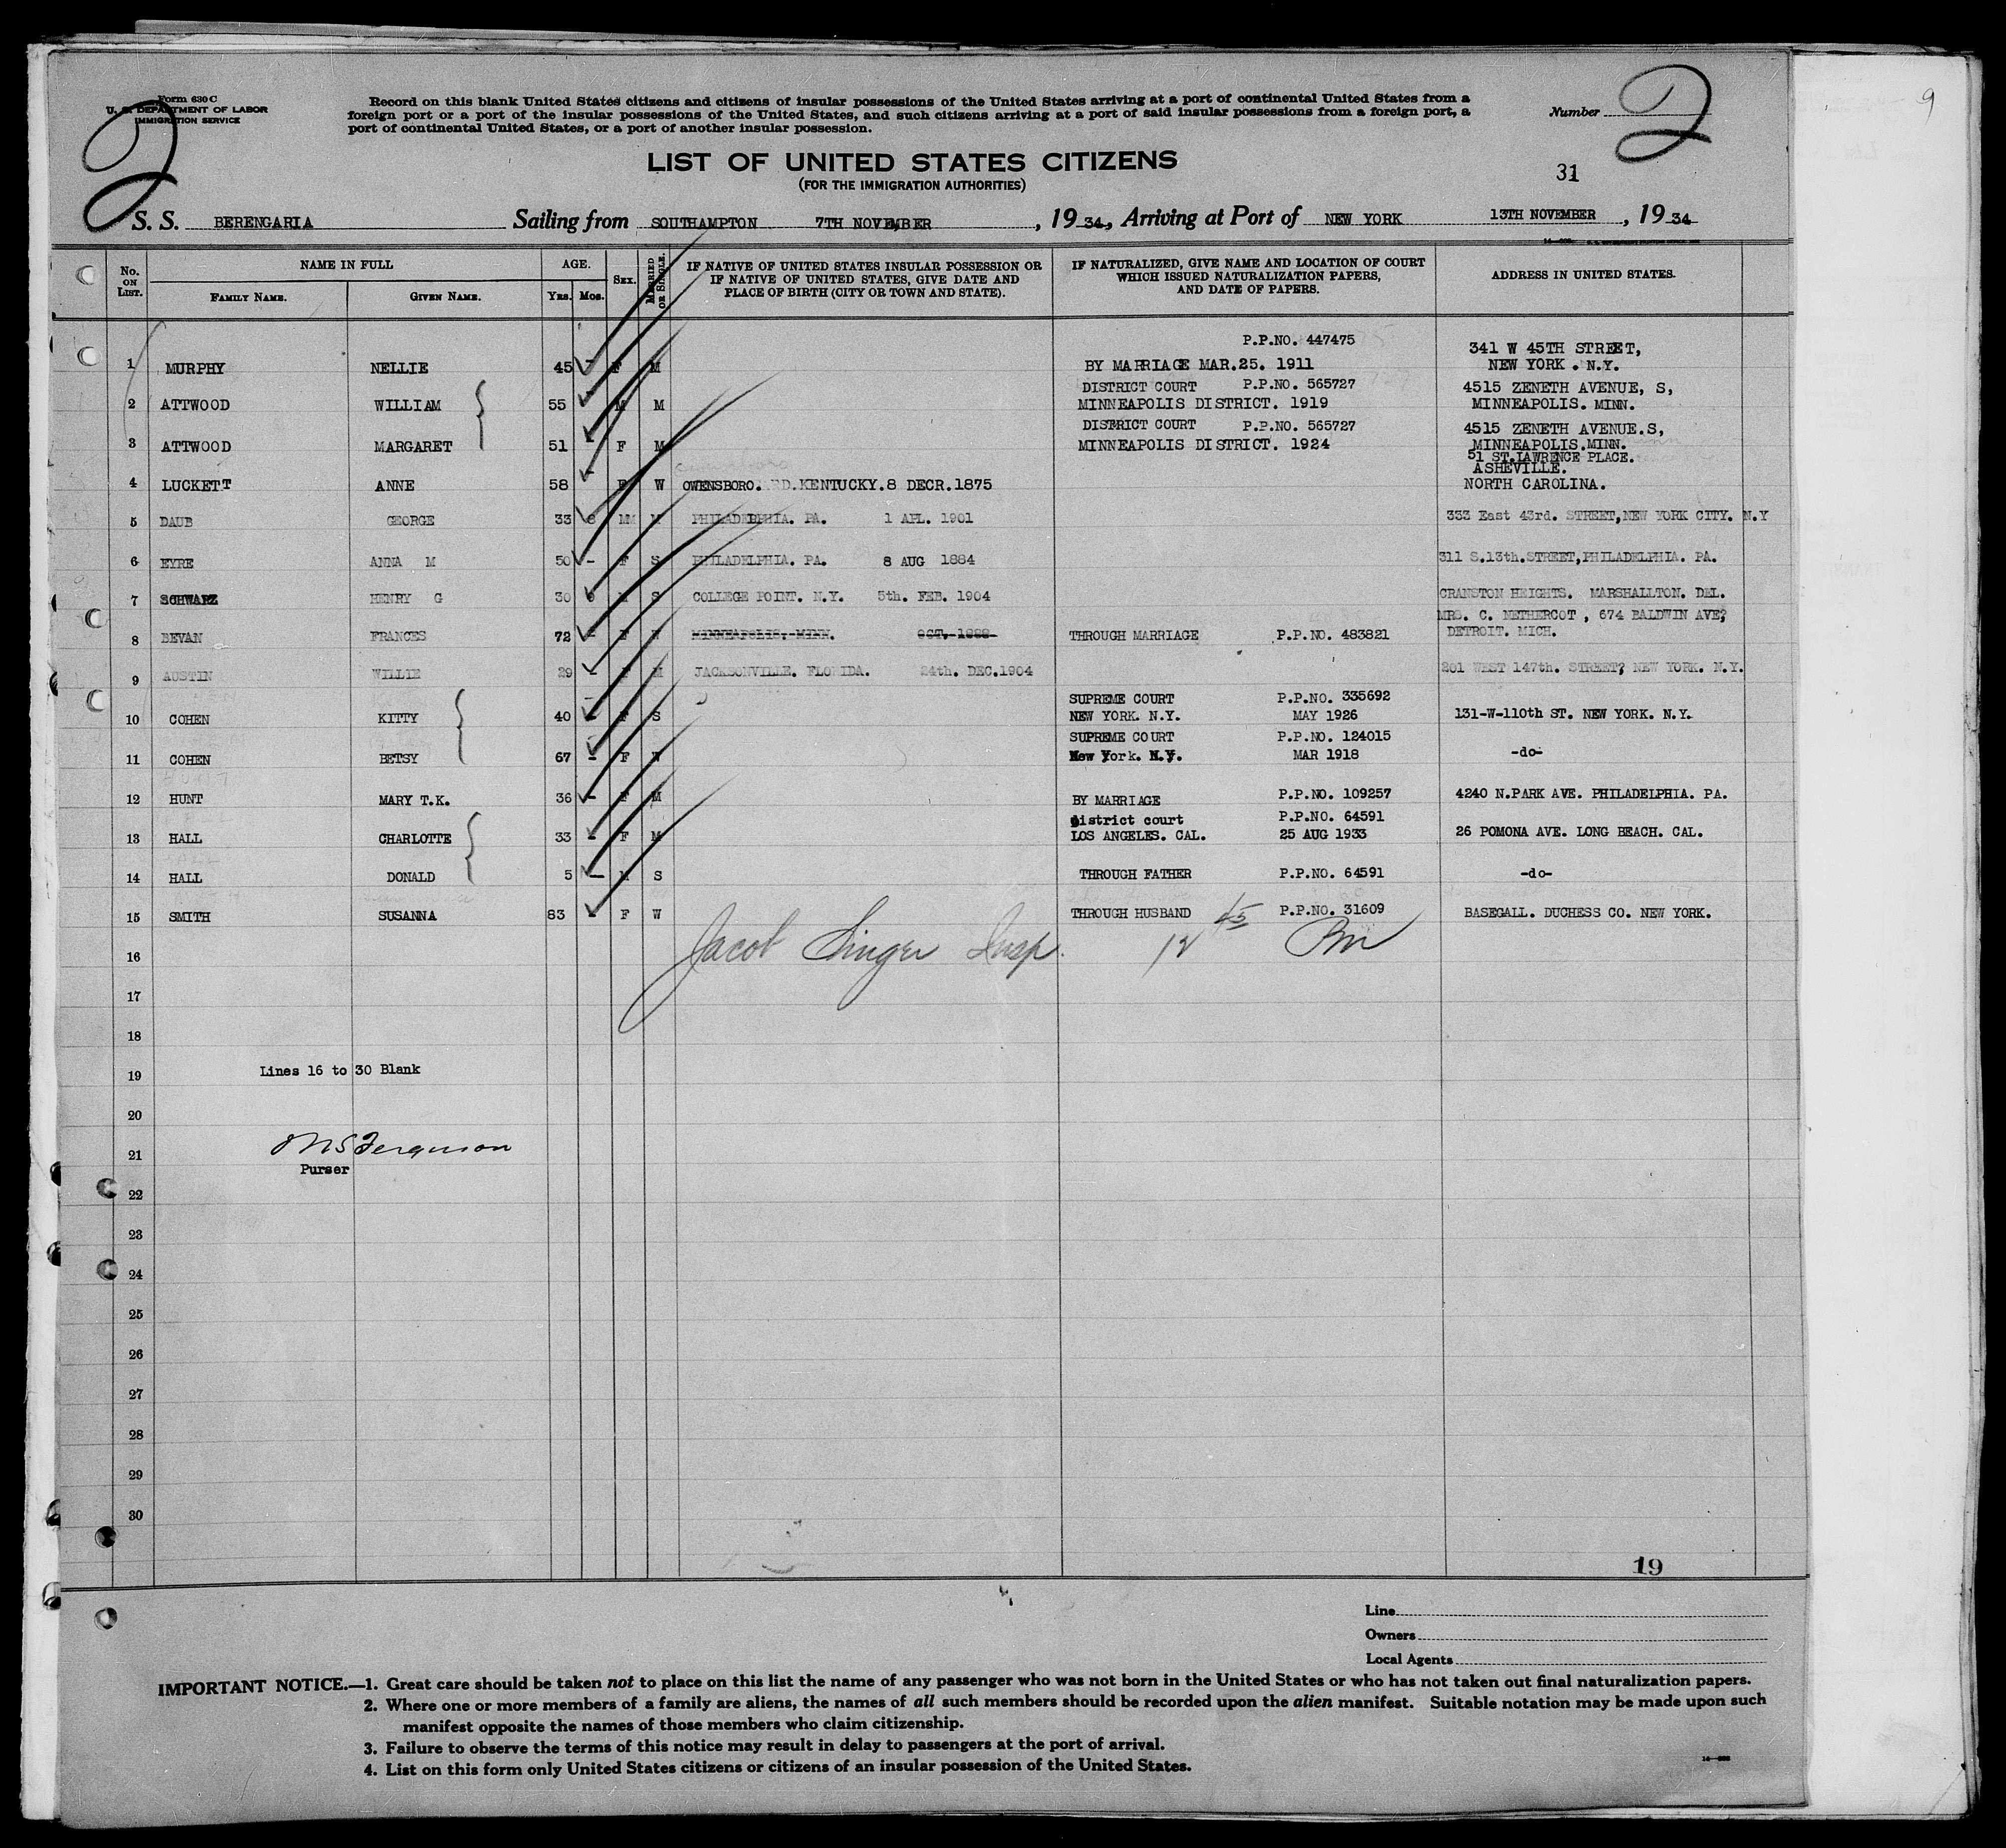 Form 630 C
U. S. DEPARTMENT OF LABOR
IMMIGRATION SERVICE
2
Record on this blank United States citizens and citizens of insular possessions of the United States arriving at a port of continental United States from a
foreign port or a port of the insular possessions of the United States, and such citizens arriving at a port of said insular possessions from a foreign port, a
port of continental United States, or a port of another insular possession.
Number 2
9
LIST OF UNITED STATES CITIZENS
(FOR THE IMMIGRATION AUTHORITIES)
31
S. S. BERENGARIA Sailing from SOUTHAMPTON 7TH NOVEMBER, 1934, Arriving at Port of NEW YORK 13TH NOVEMBER, 1934
No. ON LIST. NAME IN FULL FAMILY NAME. GIVEN NAME. AGE. YRS. MOS. SEX. MARRIED OR SINGLE. IF NATIVE OF UNITED STATES INSULAR POSSESSION OR IF NATIVE OF UNITED STATES, GIVE DATE AND PLACE OF BIRTH (CITY OR TOWN AND STATE). IF NATURALIZED, GIVE NAME AND LOCATION OF COURT WHICH ISSUED NATURALIZATION PAPERS, AND DATE OF PAPERS. ADDRESS IN UNITED STATES.
P.P.NO. 447475 341 W 45TH STREET,
1 MURPHY NELLIE 45 - F M BY MARRIAGE MAR.25. 1911 NEW YORK . N.Y.
DISTRICT COURT P.P.NO. 565727 4515 ZENETH AVENUE, S,
2 ATTWOOD WILLIAM 55 M M MINNEAPOLIS DISTRICT. 1919 MINNEAPOLIS. MINN.
DISTRICT COURT P.P.NO. 565727 4515 ZENETH AVENUE.S,
3 ATTWOOD MARGARET 51 - F M MINNEAPOLIS DISTRICT. 1924 MINNEAPOLIS.MINN.
51 ST.LAWRENCE PLACE.
ASHEVILLE.
4 LUCKETT ANNE 58 - F W OWENSBORO. KENTUCKY.8 DECR.1875 NORTH CAROLINA.
5 DAUB GEORGE 33 M M PHILADELPHIA. PA. 1 APL. 1901 333 East 43rd. STREET,NEW YORK CITY. N.Y
6 EYRE ANNA M 50 - F S PHILADELPHIA. PA. 8 AUG 1884 311 S.13th.STREET,PHILADELPHIA. PA.
7 SCHWARZ HENRY G 30 M S COLLEGE POINT. N.Y. 5th. FEB. 1904 CRANSTON HEIGHTS. MARSHALLTON. DEL.
MRS. C. METHERCOT , 674 BALDWIN AVE,
8 BEVAN FRANCES 72 - F W MINNEAPOLIS, MINN. OCT, 1888 THROUGH MARRIAGE P.P.NO. 483821 DETROIT. MICH.
9 AUSTIN WILLIE 29 - F M JACKSONVILLE. FLORIDA. 24th. DEC.1904 201 WEST 147th. STREET, NEW YORK. N.Y.
SUPREME COURT P.P.NO. 335692
10 COHEN KITTY 40 - F S NEW YORK. N.Y. MAY 1926 131-W-110th ST. NEW YORK. N.Y.
SUPREME COURT P.P.NO. 124015
11 COHEN BETSY 67 - F W New York. N.Y. MAR 1918 -do-
12 HUNT MARY T.K. 36 - F M BY MARRIAGE P.P.NO. 109257 4240 N.PARK AVE. PHILADELPHIA. PA.
district court P.P.NO. 64591
13 HALL CHARLOTTE 33 - F M LOS ANGELES. CAL. 25 AUG 1933 26 POMONA AVE. LONG BEACH. CAL.
14 HALL DONALD 5 - M S THROUGH FATHER P.P.NO. 64591 -do-
15 SMITH SUSANNA 83 - F W THROUGH HUSBAND 15 P.P.NO. 31609 BASEGALL. DUCHESS CO. NEW YORK.
16 Jacob Singer Insp. 12
17
18
19 Lines 16 to 30 Blank
20
21 Ferguson
Purser
22
23
24
25
26
27
28
29
30
19
Line
Owners
Local Agents
IMPORTANT NOTICE.—1. Great care should be taken not to place on this list the name of any passenger who was not born in the United States or who has not taken out final naturalization papers.
2. Where one or more members of a family are aliens, the names of all such members should be recorded upon the alien manifest. Suitable notation may be made upon such
manifest opposite the names of those members who claim citizenship.
3. Failure to observe the terms of this notice may result in delay to passengers at the port of arrival.
4. List on this form only United States citizens or citizens of an insular possession of the United States.